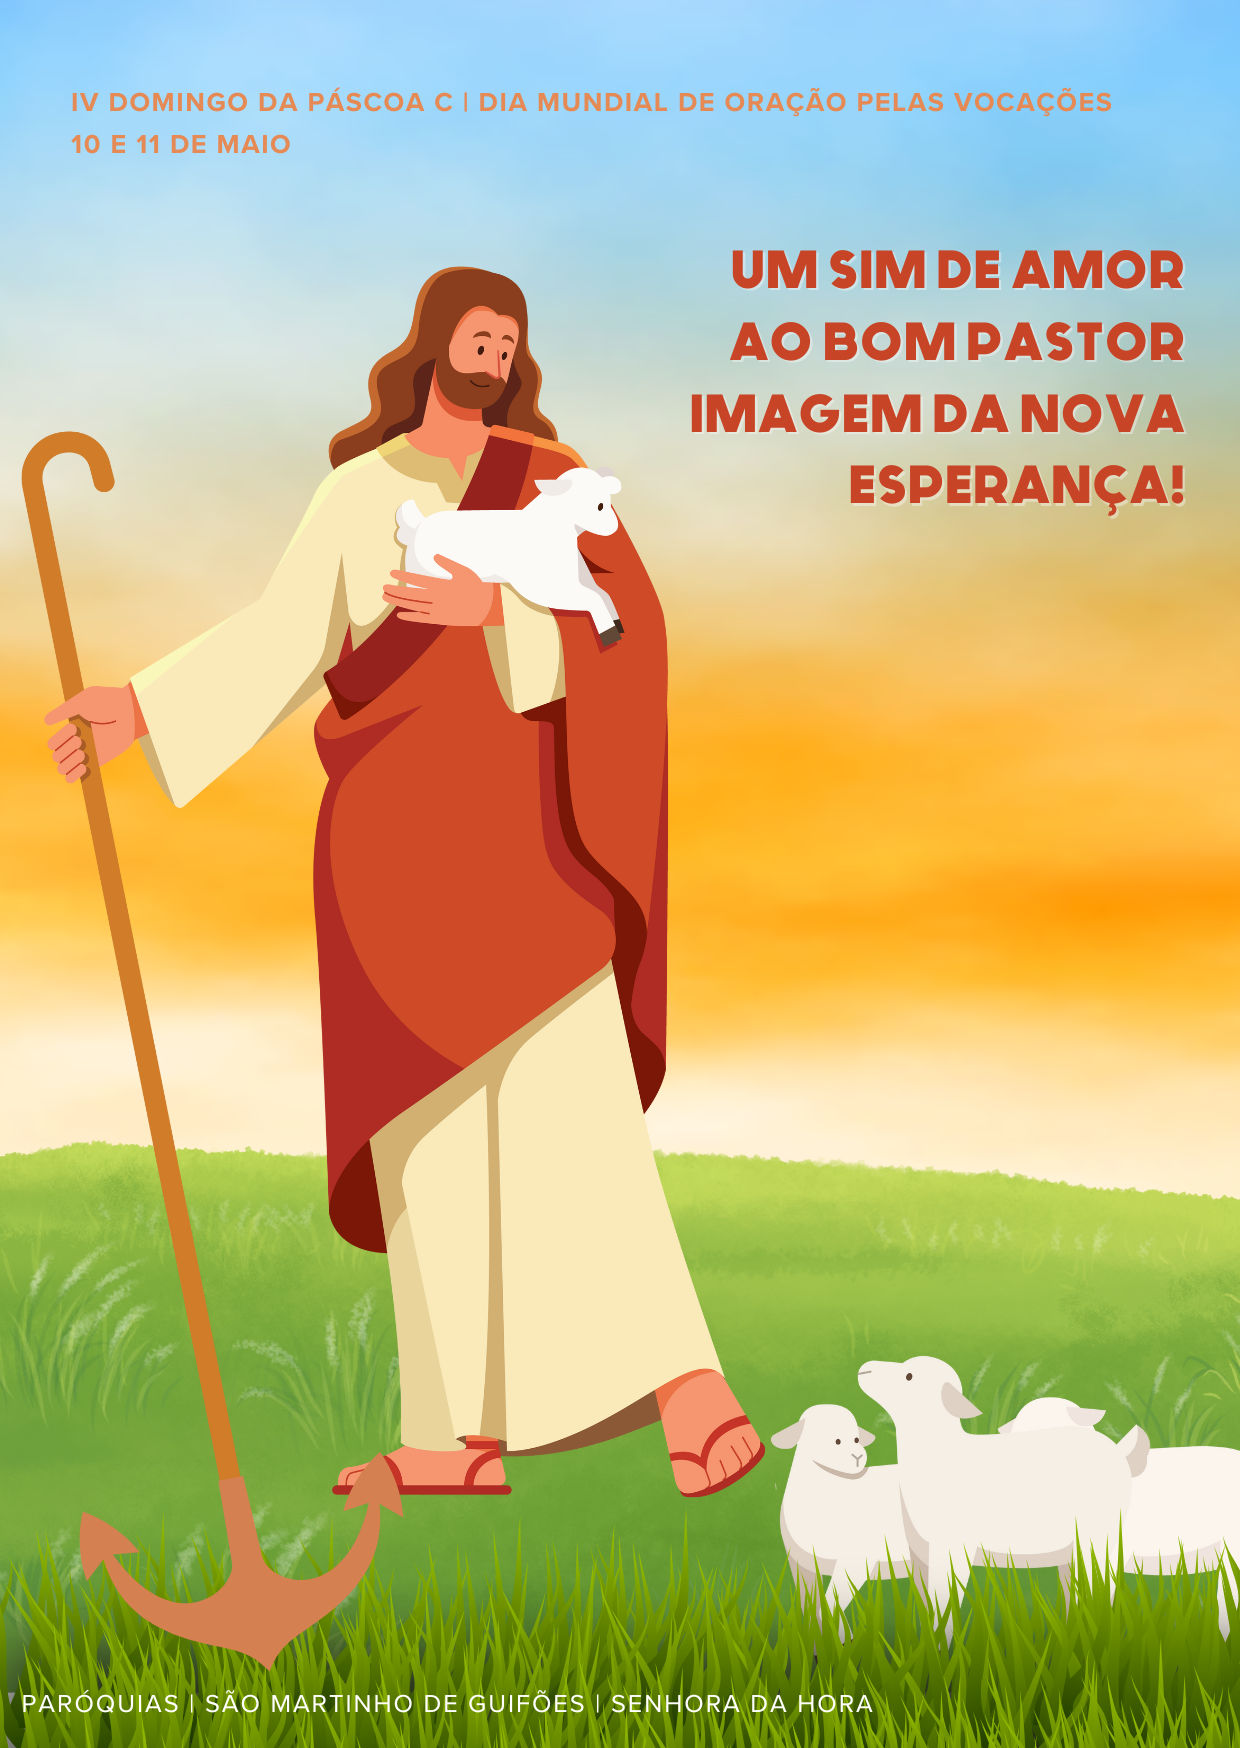 IV DOMINGO DA PÁSCOA C | DIA MUNDIAL DE ORAÇÃO PELAS VOCAÇÕES
10 E 11 DE MAIO
UM SIM DE AMOR
AO BOM PASTOR
IMAGEM DA NOVA
ESPERANÇA!
PARÓQUIAS | SÃO MARTINHO DE GUIFÕES | SENHORA DA HORA